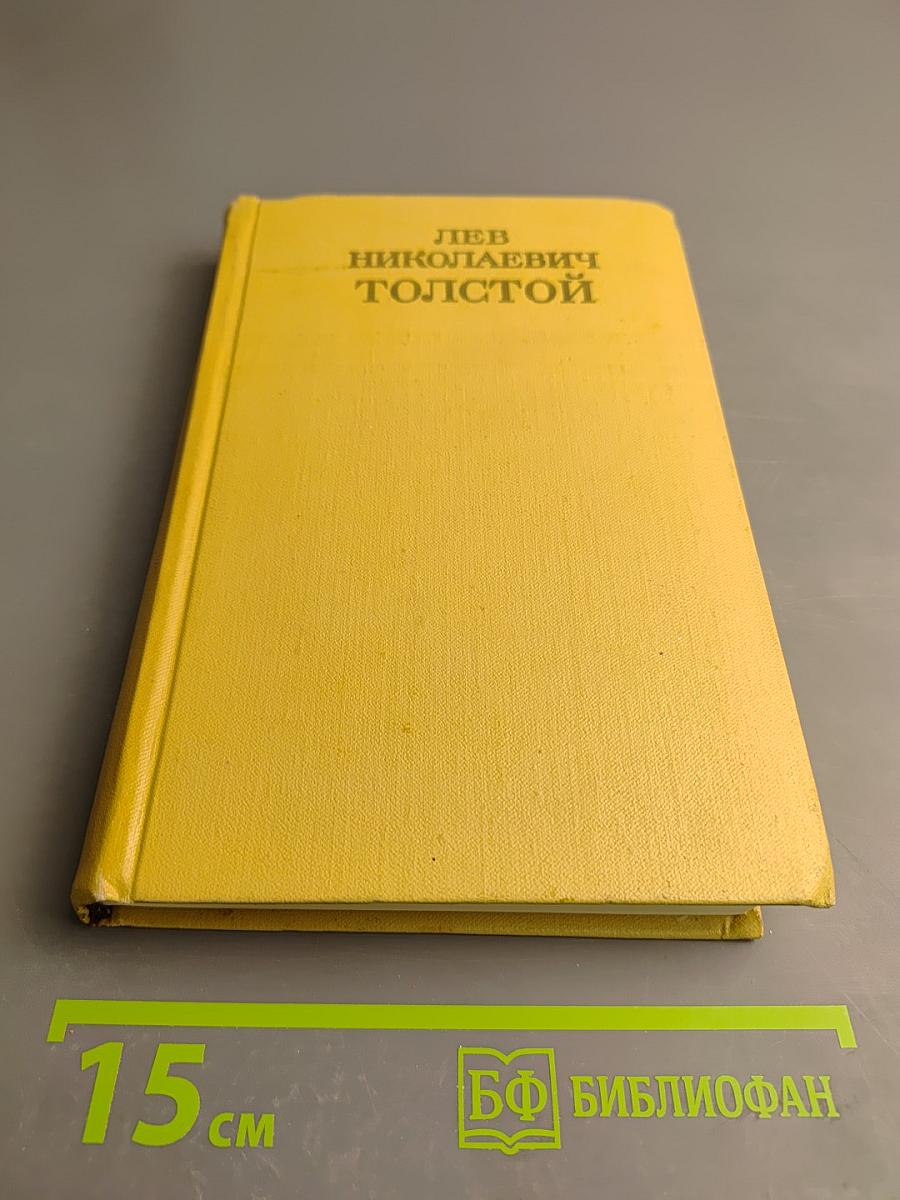 ЛЕВ
НИКОЛАЕВИЧ
ТОЛСТОЙ
15 см
БФ БИБЛИОФАН